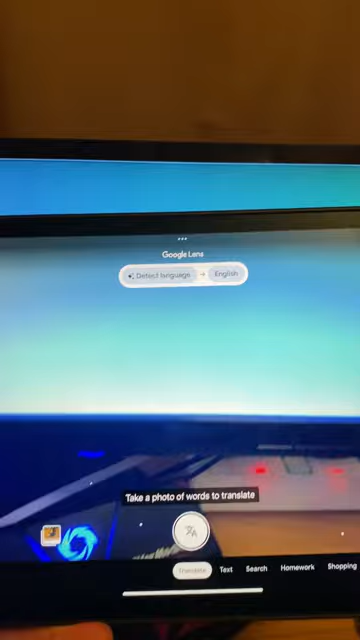 Google Lens
Detect language → English
Take a photo of words to translate
Translate Text Search Homework Shopping